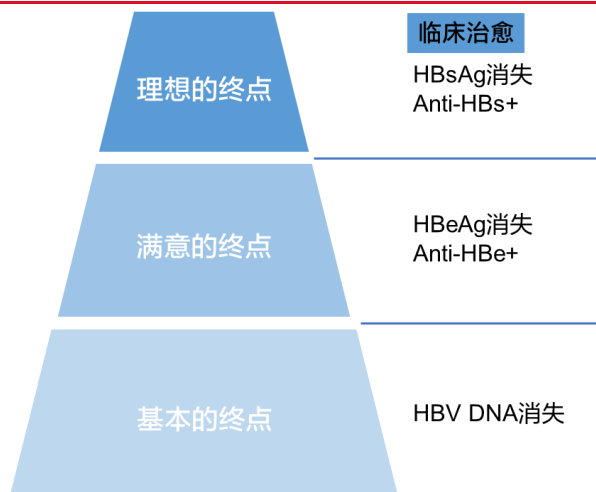 临床治愈
理想的终点
HBsAg消失
Anti-HBs+
满意的终点
HBeAg消失
Anti-HBe+
基本的终点
HBV DNA消失